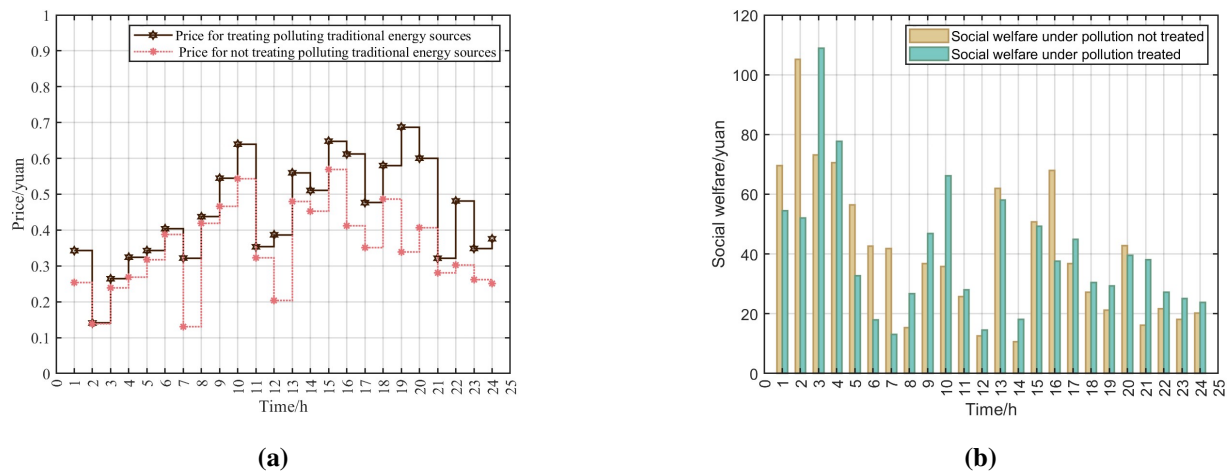 1
0.9
0.8
0.7
0.6
0.5
0.4
0.3
0.2
0.1
0
Price/yuan
Price for treating polluting traditional energy sources
Price for not treating polluting traditional energy sources
0 1 2 3 4 5 6 7 8 9 10 11 12 13 14 15 16 17 18 19 20 21 22 23 24 25
Time/h
(a)
120
100
80
60
40
20
0
Social welfare/yuan
Social welfare under pollution not treated
Social welfare under pollution treated
0 1 2 3 4 5 6 7 8 9 10 11 12 13 14 15 16 17 18 19 20 21 22 23 24 25
Time/h
(b)